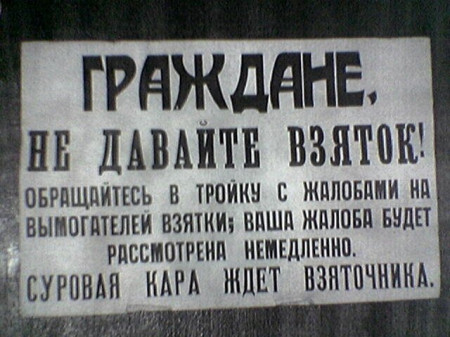 ГРАЖДАНЕ,
НЕ ДАВАЙТЕ ВЗЯТОК!
ОБРАЩАЙТЕСЬ В ТРОЙКУ С ЖАЛОБАМИ НА
ВЫМОГАТЕЛЕЙ ВЗЯТКИ; ВАША ЖАЛОБА БУДЕТ
РАССМОТРЕНА НЕМЕДЛЕННО.
СУРОВАЯ КАРА ЖДЕТ ВЗЯТОЧНИКА.